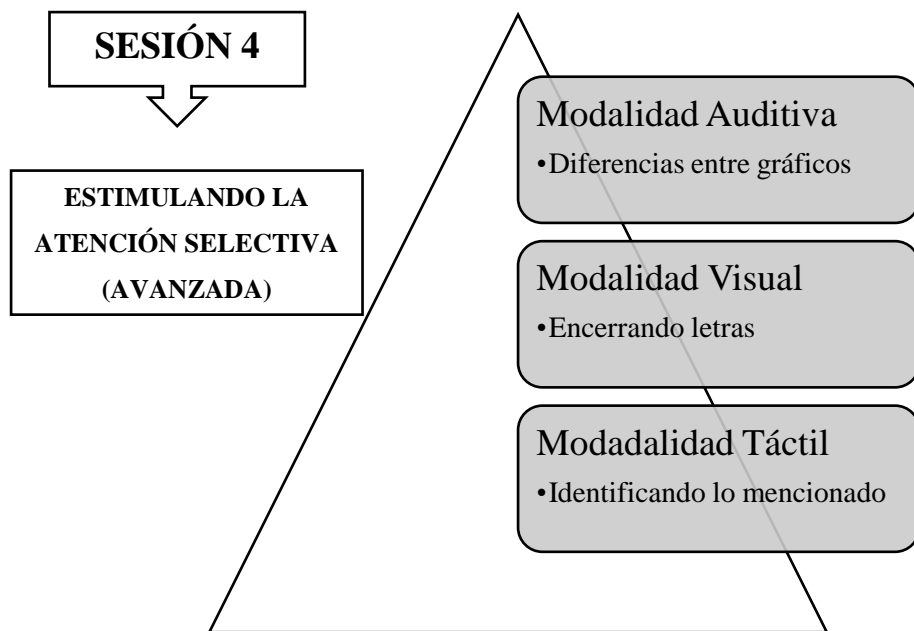 SESIÓN 4
ESTIMULANDO LA
ATENCIÓN SELECTIVA
(AVANZADA)
Modalidad Auditiva
•Diferencias entre gráficos
Modalidad Visual
•Encerrando letras
Modadalidad Táctil
•Identificando lo mencionado